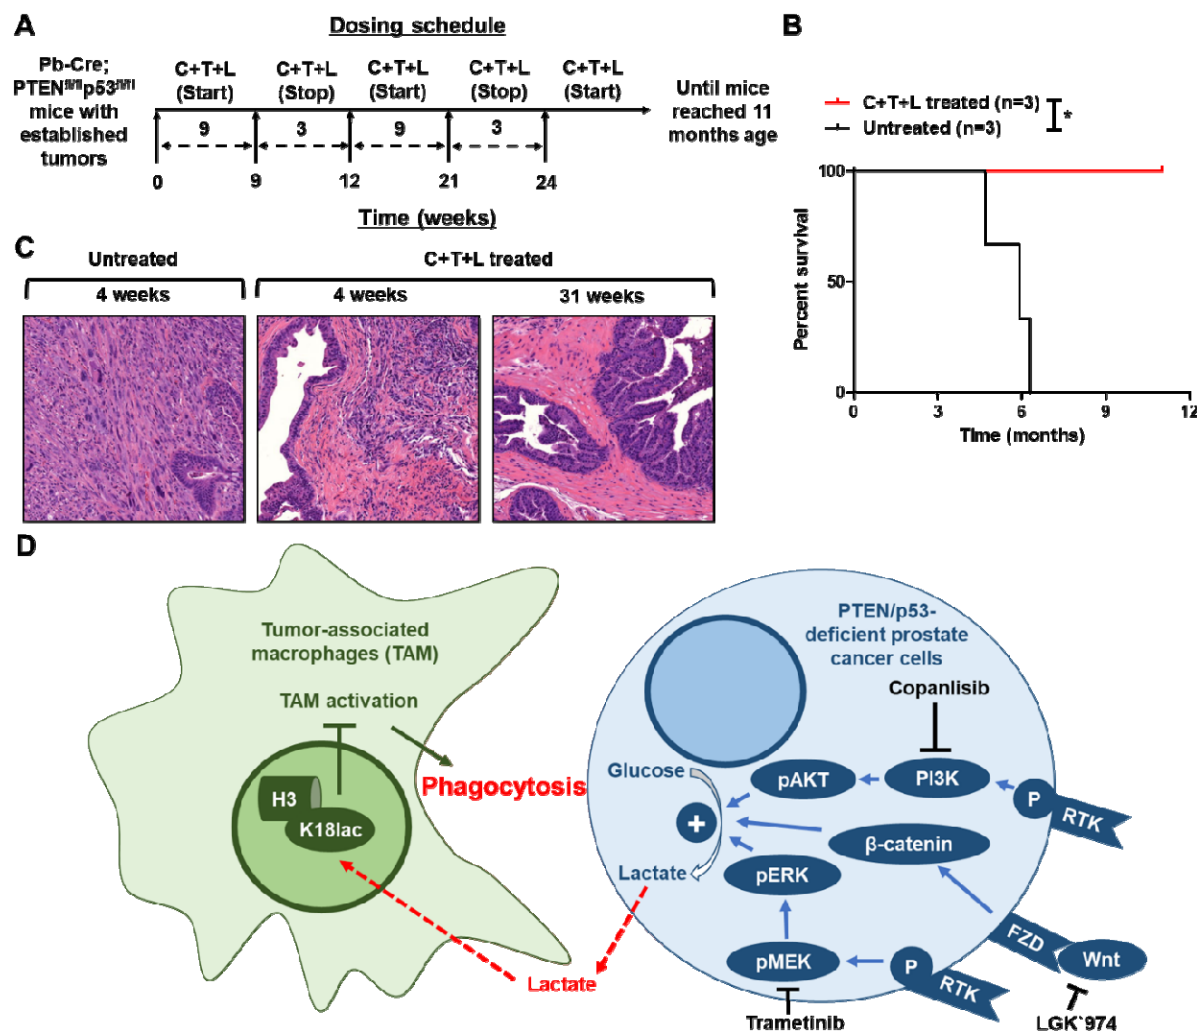 A
Dosing schedule
Pb-Cre;
PTENfl/flp53fl/fl
mice with
established
tumors
C+T+L
(Start)
C+T+L
(Stop)
C+T+L
(Start)
C+T+L
(Stop)
C+T+L
(Start)
9
3
9
3
0
9
12
21
24
Time (weeks)
Until mice
reached 11
months age
B
C+T+L treated (n=3)
Untreated (n=3)
*
Percent survival
100
50
0
0
3
6
9
12
Time (months)
C
Untreated
C+T+L treated
4 weeks
4 weeks
31 weeks
D
Tumor-associated
macrophages (TAM)
TAM activation
Phagocytosis
H3
K18lac
Lactate
PTEN/p53-
deficient prostate
cancer cells
Copanlisib
Glucose
pAKT
PI3K
P
RTK
+
β-catenin
Lactate
pERK
FZD
Wnt
pMEK
P
RTK
Trametinib
LGK`974